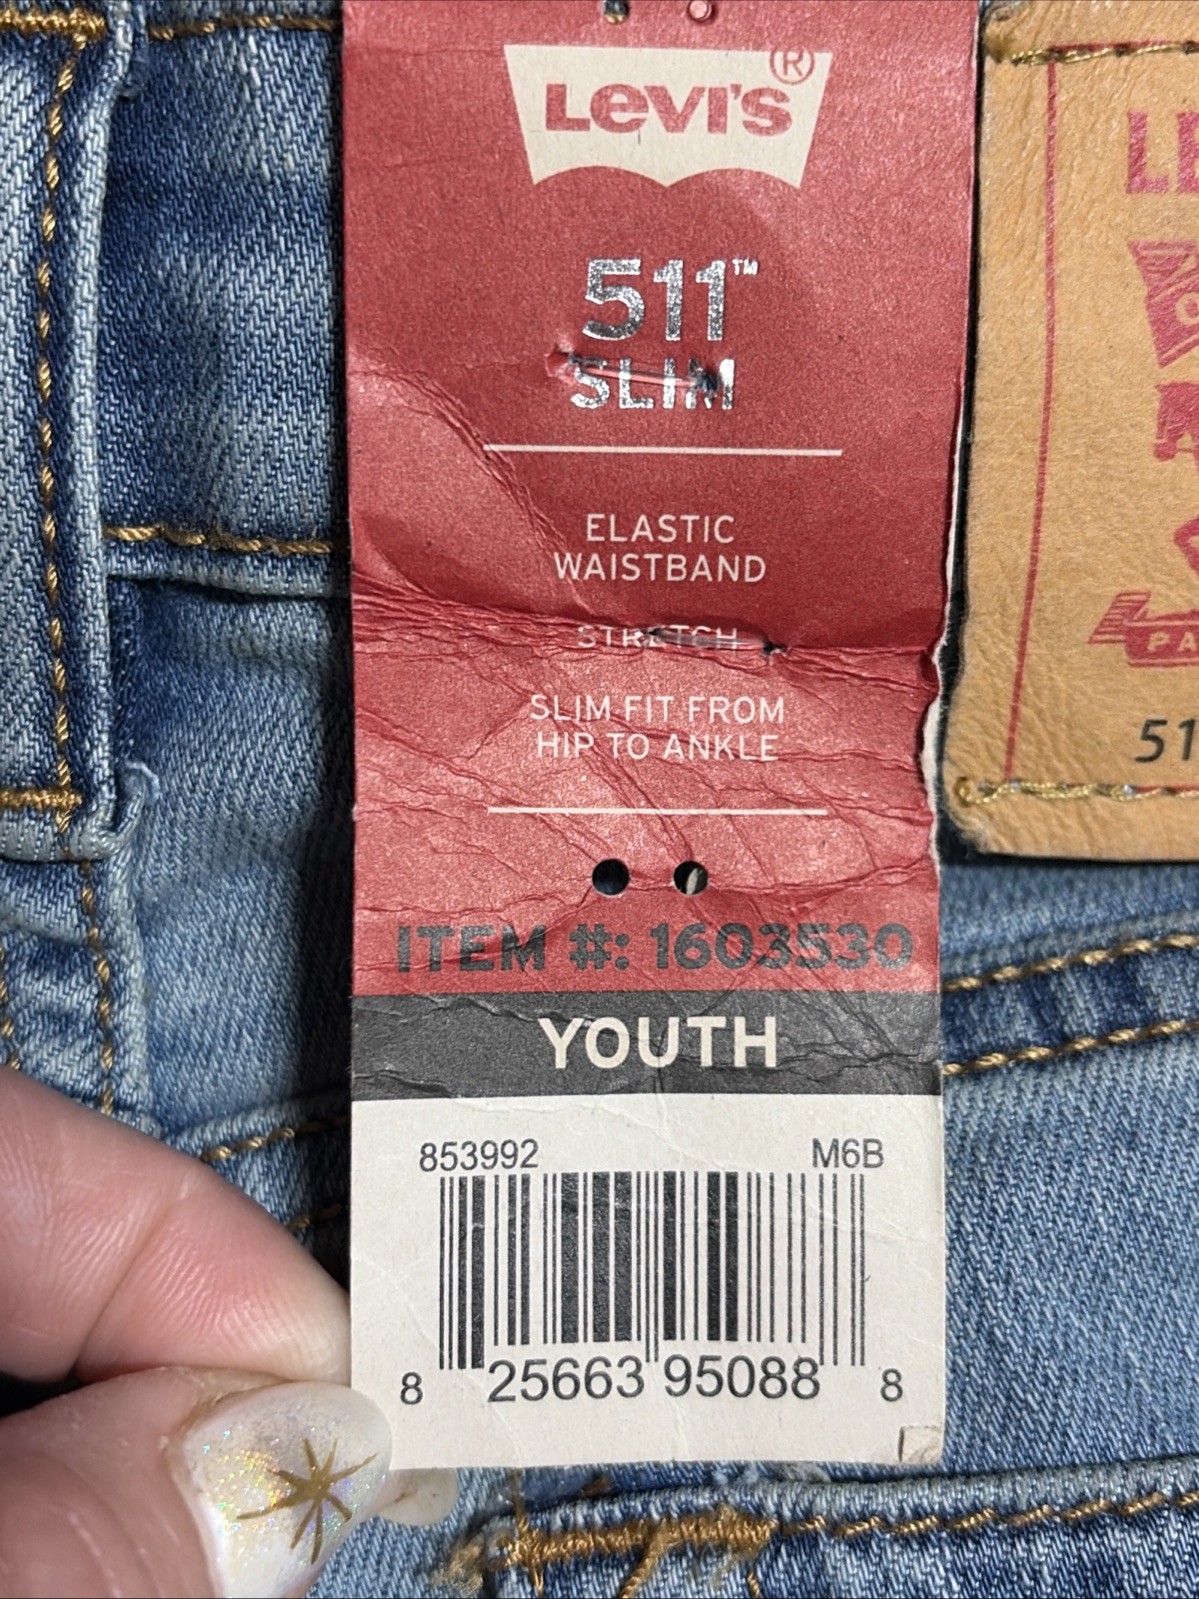 LEVI'S®
511™
SLIM
ELASTIC
WAISTBAND
STRETCH
SLIM FIT FROM
HIP TO ANKLE
ITEM #: 1603530
YOUTH
853992 M6B
8 25663 95088 8